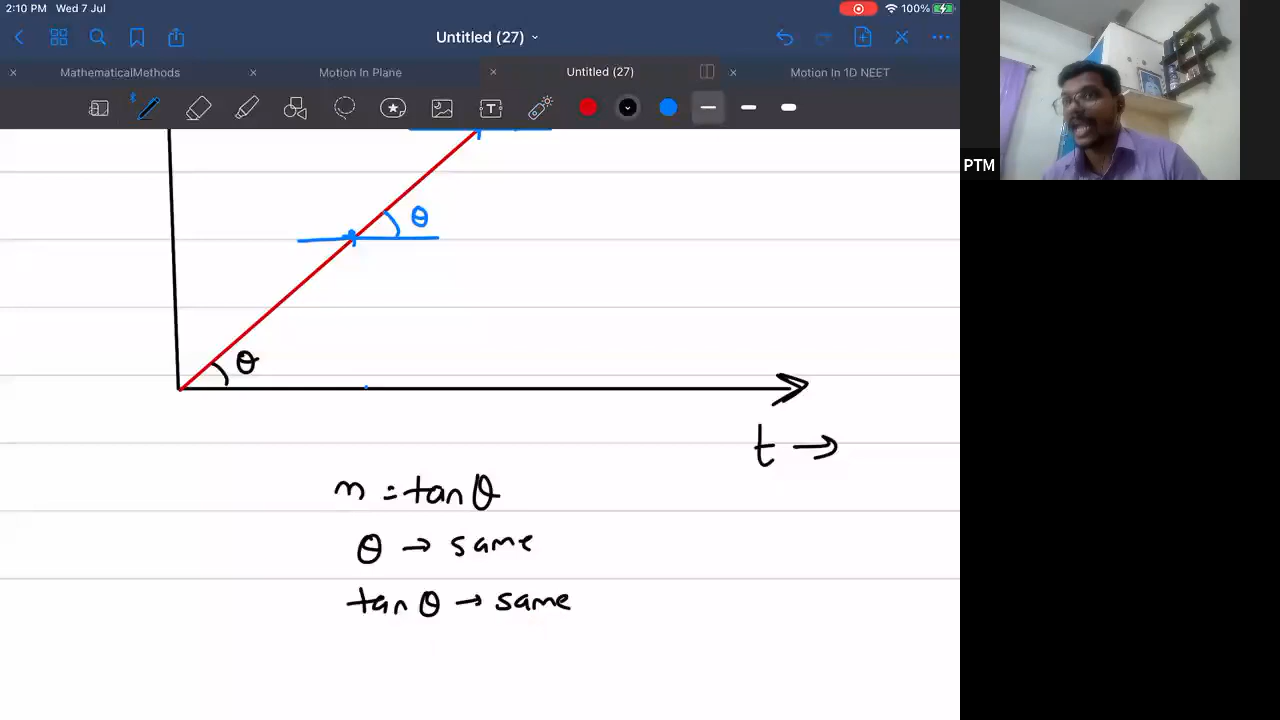 2:10 PM Wed 7 Jul
100%
Untitled (27)
MathematicalMethods
Motion In Plane
Untitled (27)
Motion In 1D NEET
T
PTM
θ
θ
t →
m = tan θ
θ → same
tan θ → same